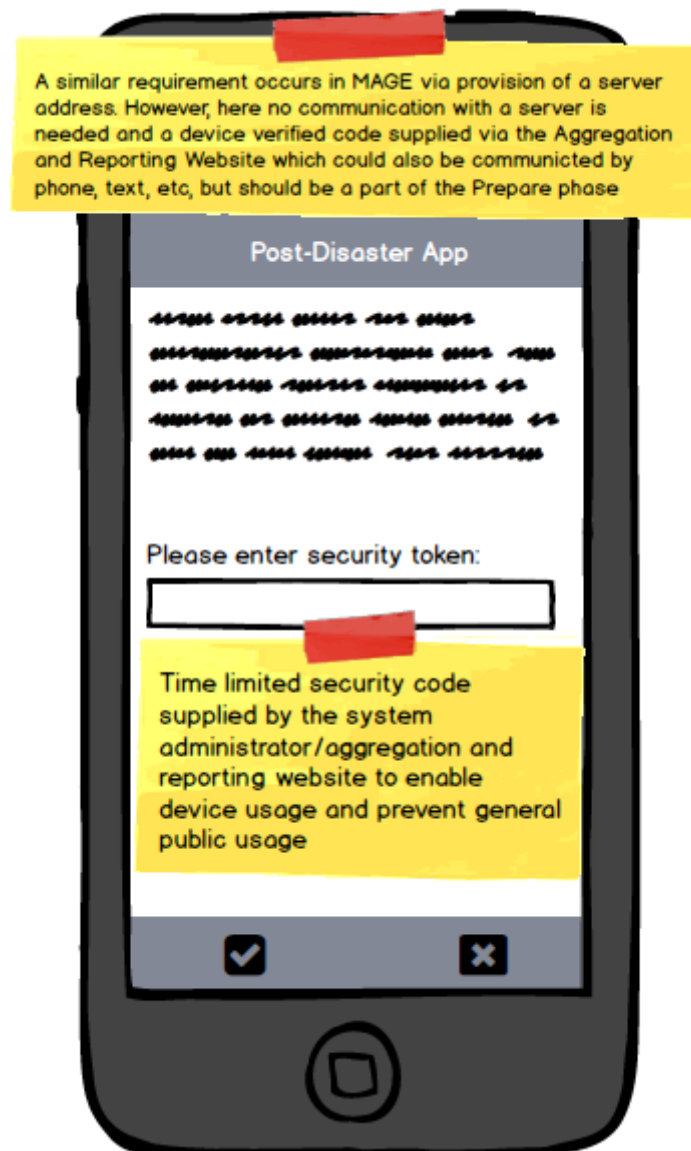 A similar requirement occurs in MAGE via provision of a server
address. However, here no communication with a server is
needed and a device verified code supplied via the Aggregation
and Reporting Website which could also be communicted by
phone, text, etc, but should be a part of the Prepare phase
Post-Disaster App
Please enter security token:
Time limited security code
supplied by the system
administrator/aggregation and
reporting website to enable
device usage and prevent general
public usage